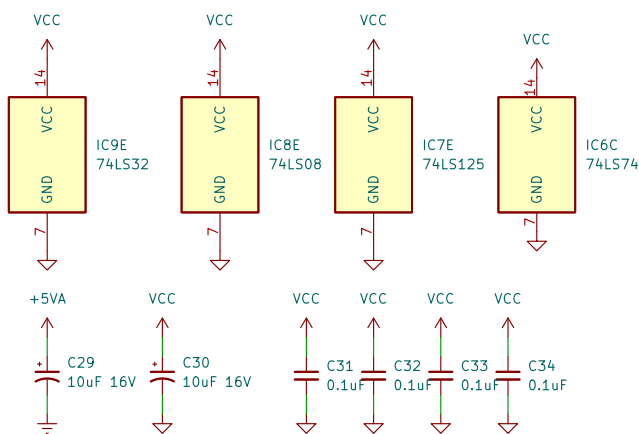 VCC
VCC
VCC
VCC
14
14
14
14
VCC
VCC
VCC
VCC
IC9E
74LS32
IC8E
74LS08
IC7E
74LS125
IC6C
74LS74
GND
GND
GND
GND
7
7
7
7
+5VA
VCC
VCC
VCC
VCC
VCC
C29
10uF 16V
C30
10uF 16V
C31
0.1uF
C32
0.1uF
C33
0.1uF
C34
0.1uF